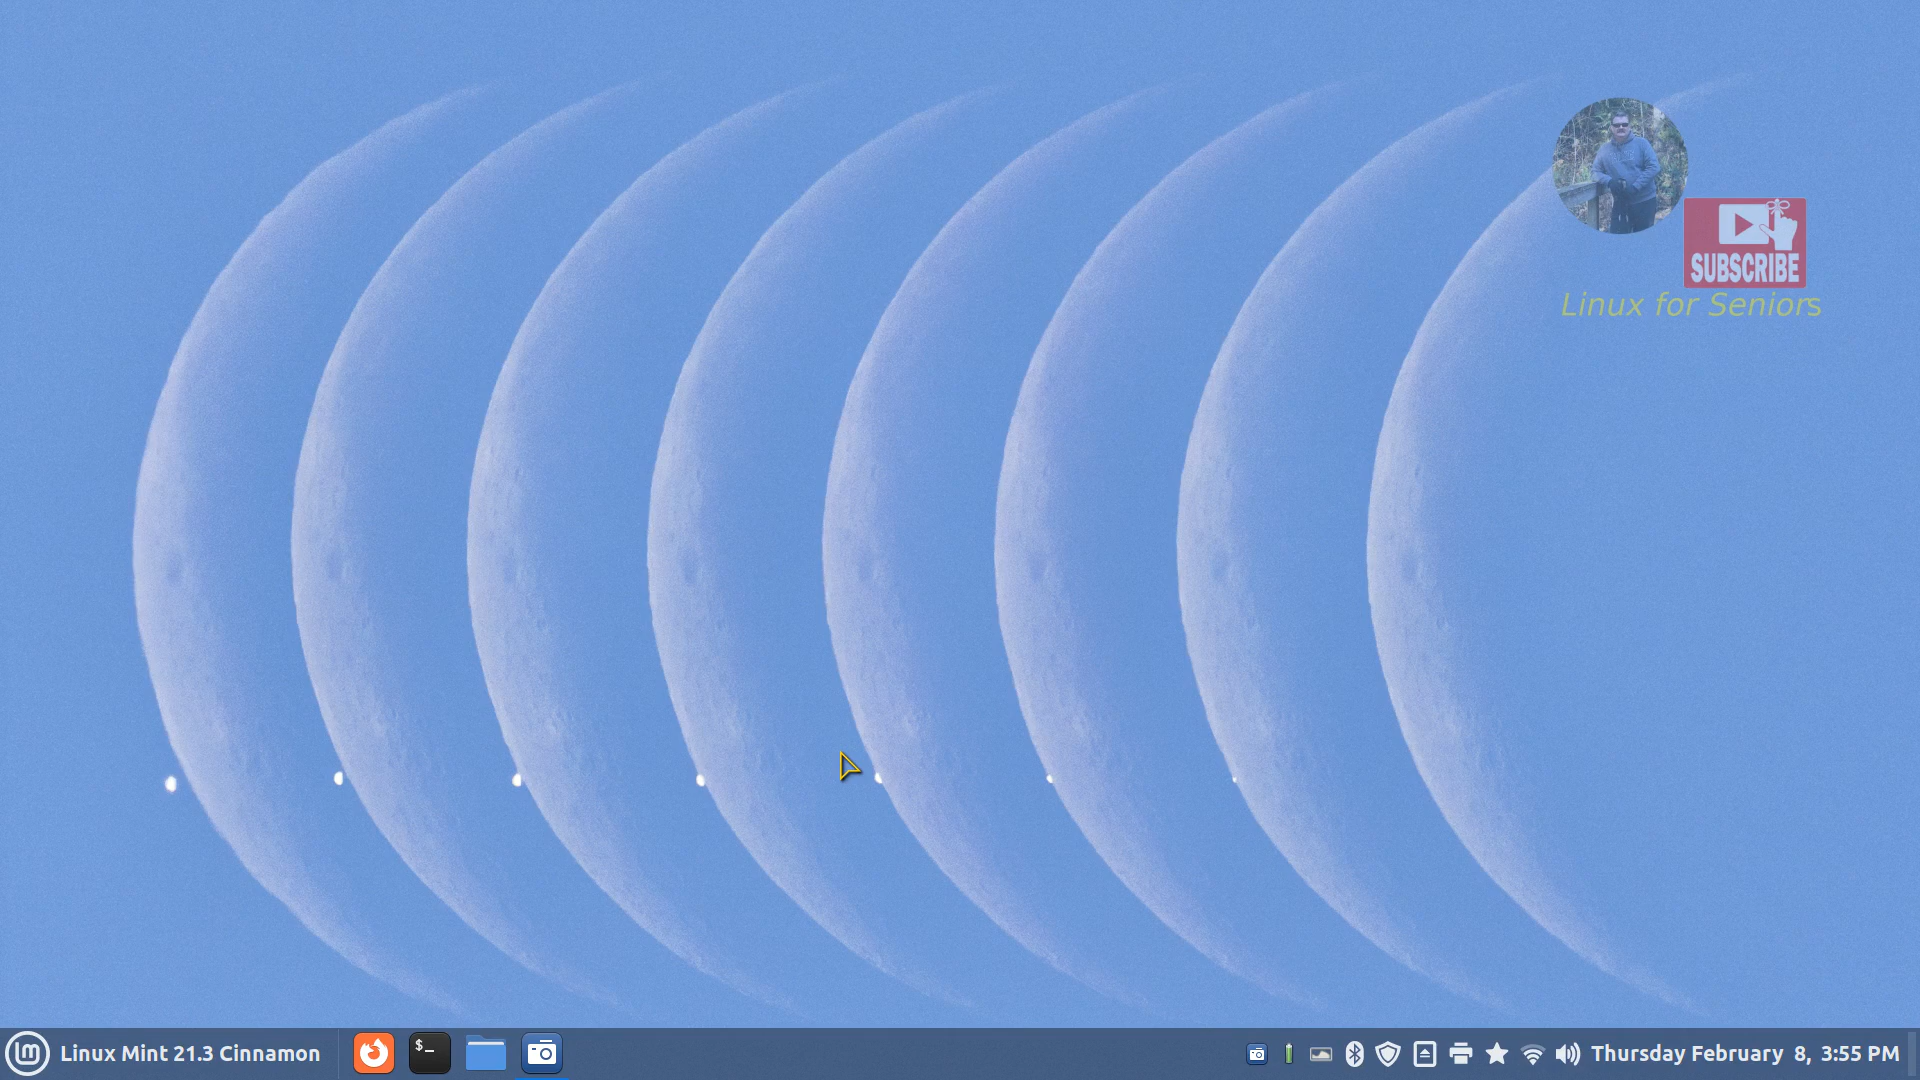 SUBSCRIBE
Linux for Seniors
Linux Mint 21.3 Cinnamon
$_
Thursday February 8, 3:55 PM